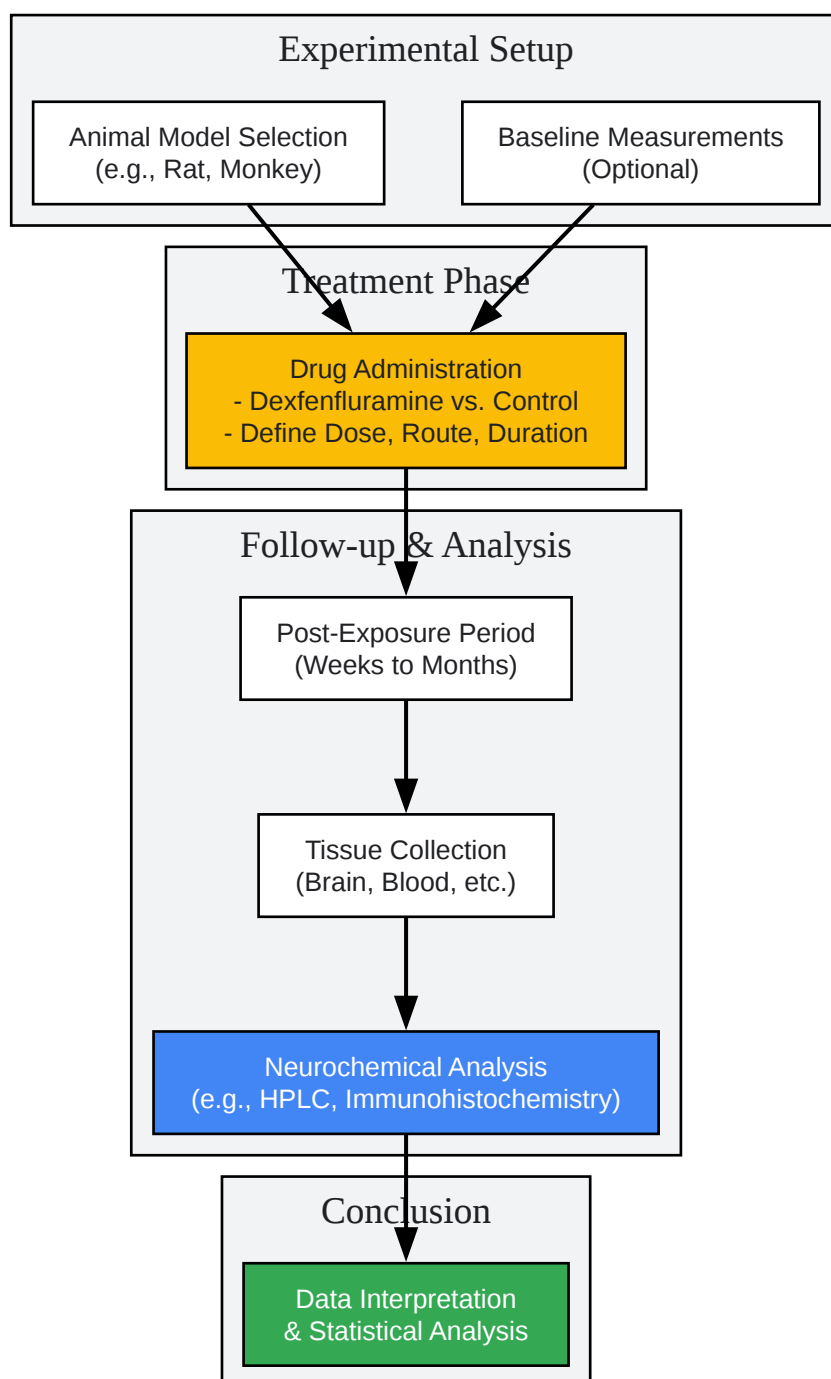 Experimental Setup
Animal Model Selection
(e.g., Rat, Monkey)
Baseline Measurements
(Optional)
Treatment Phase
Drug Administration
- Dexfenfluramine vs. Control
- Define Dose, Route, Duration
Follow-up & Analysis
Post-Exposure Period
(Weeks to Months)
Tissue Collection
(Brain, Blood, etc.)
Neurochemical Analysis
(e.g., HPLC, Immunohistochemistry)
Conclusion
Data Interpretation
& Statistical Analysis